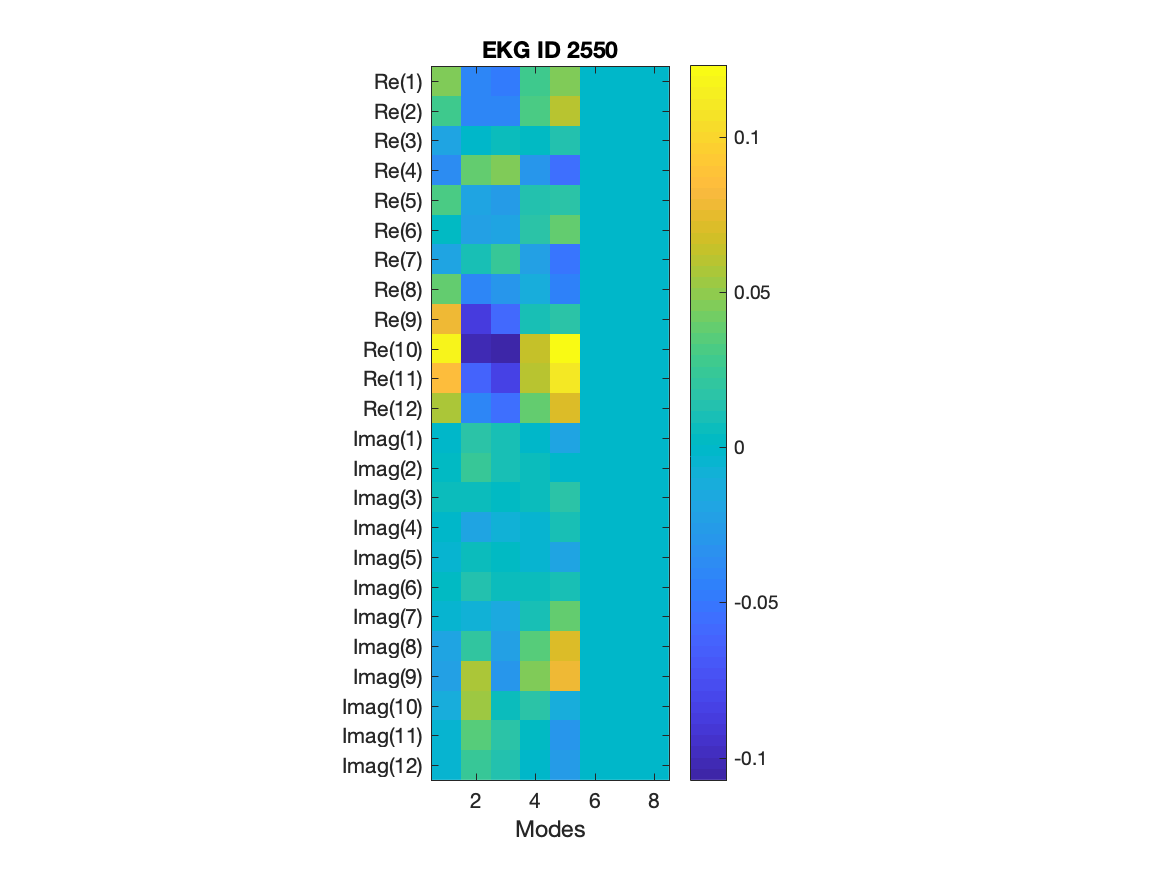 EKG ID 2550
Re(1)
Re(2)
Re(3)
Re(4)
Re(5)
Re(6)
Re(7)
Re(8)
Re(9)
Re(10)
Re(11)
Re(12)
Imag(1)
Imag(2)
Imag(3)
Imag(4)
Imag(5)
Imag(6)
Imag(7)
Imag(8)
Imag(9)
Imag(10)
Imag(11)
Imag(12)
2 4 6 8
Modes
0.1
0.05
0
-0.05
-0.1